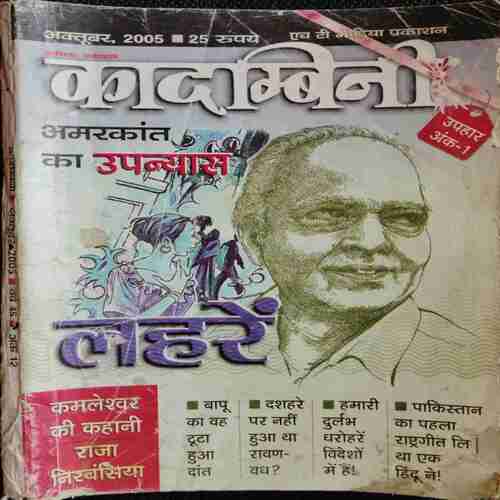 अक्तूबर, 2005 ■ 25 रुपये एच टी मीडिया प्रकाशन
कादम्बिनी
उपहार
अंक-1
अमरकांत
का उपन्यास
लहरें
कमलेश्वर
की कहानी
राजा
निरबंसिया
■ बापू
का वह
टूटा
हुआ
दांत
■ दशहरे
पर नहीं
हुआ था
रावण-
वध?
■ हमारी
दुर्लभ
धरोहरें
विदेशों
में हैं!
■ पाकिस्तान
का पहला
राष्ट्रगीत लि
था एक
हिंदू ने!